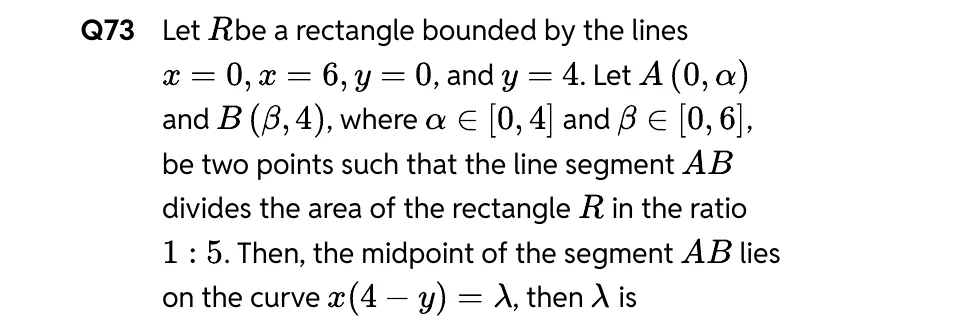 Q73 Let R be a rectangle bounded by the lines
x = 0, x = 6, y = 0, and y = 4. Let A (0, α)
and B (β, 4), where α ∈ [0, 4] and β ∈ [0, 6],
be two points such that the line segment AB
divides the area of the rectangle R in the ratio
1 : 5. Then, the midpoint of the segment AB lies
on the curve x(4 − y) = λ, then λ is